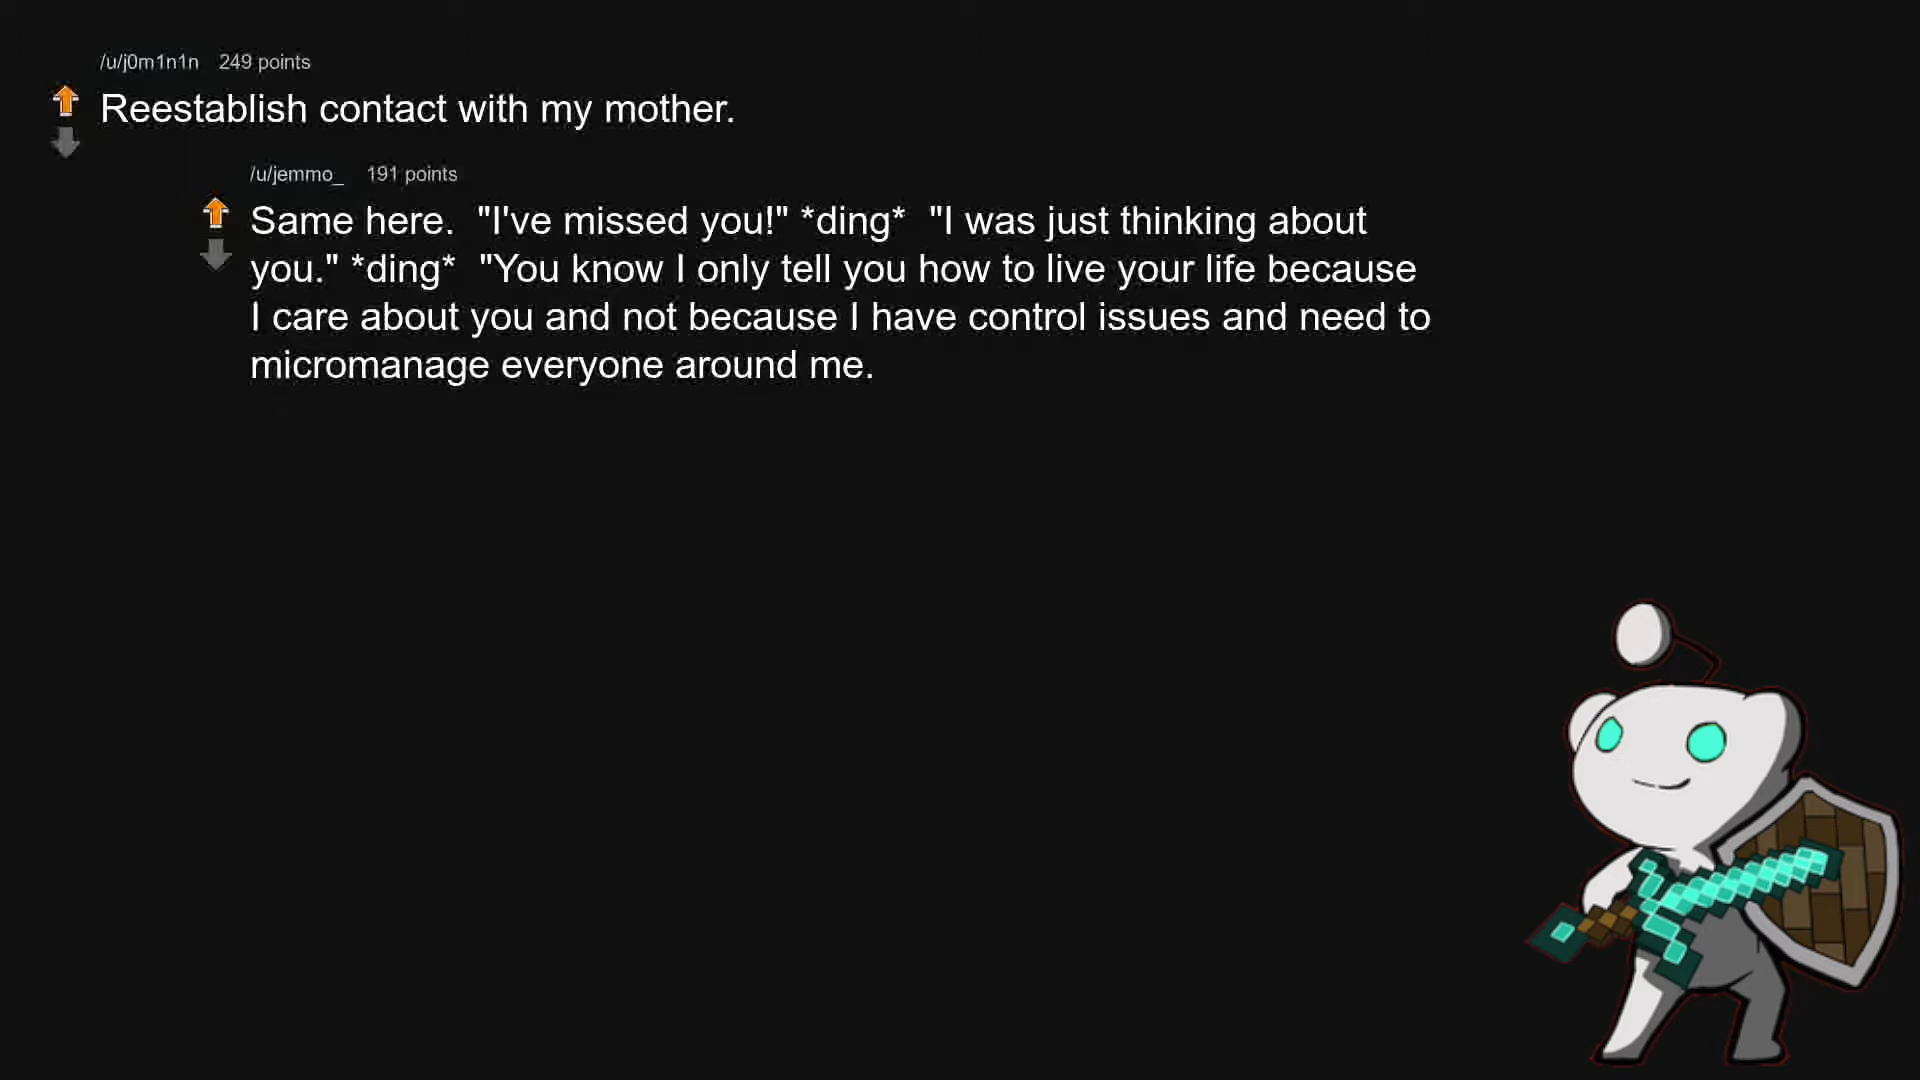 /u/j0m1n1n 249 points
Reestablish contact with my mother.
/u/jemmo_ 191 points
Same here.  "I've missed you!" *ding*  "I was just thinking about
you." *ding*  "You know I only tell you how to live your life because
I care about you and not because I have control issues and need to
micromanage everyone around me.